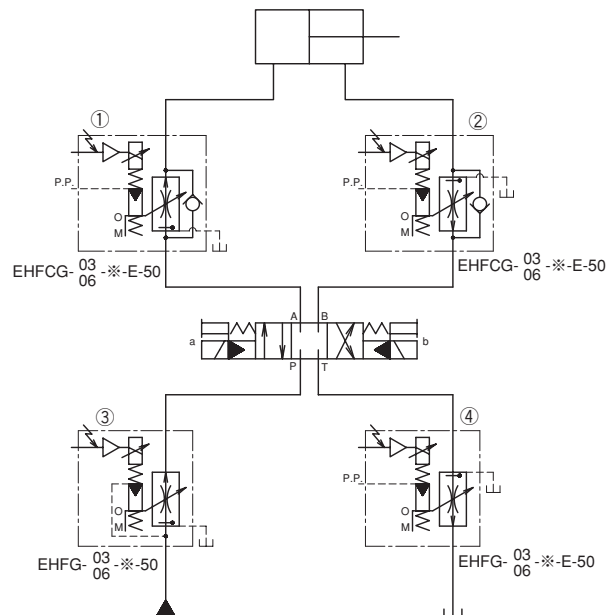 ①
②
P.P.
O
M
P.P.
O
M
EHFCG- 03/06 -※-E-50
EHFCG- 03/06 -※-E-50
A B
a
b
P T
③
④
O
M
P.P.
O
M
EHFG- 03/06 -※-50
EHFG- 03/06 -※-E-50